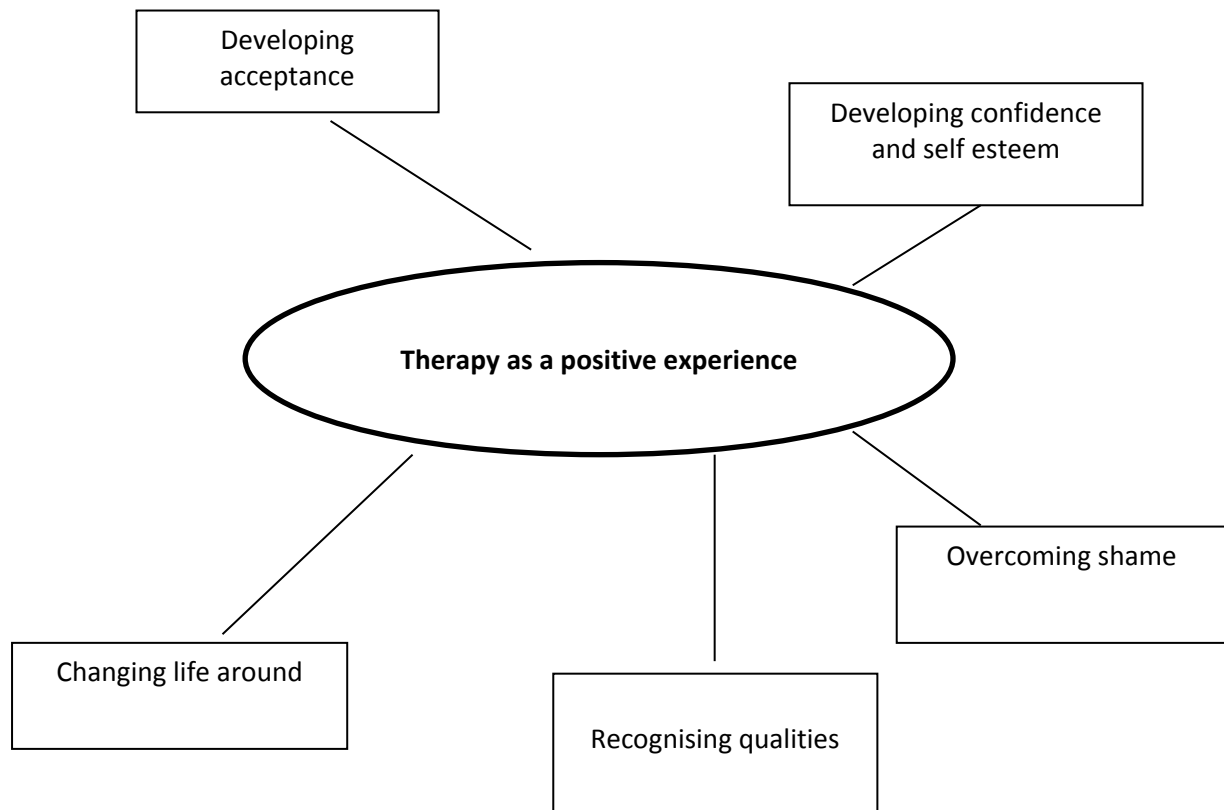 Developing
acceptance
Developing confidence
and self esteem
Therapy as a positive experience
Overcoming shame
Changing life around
Recognising qualities